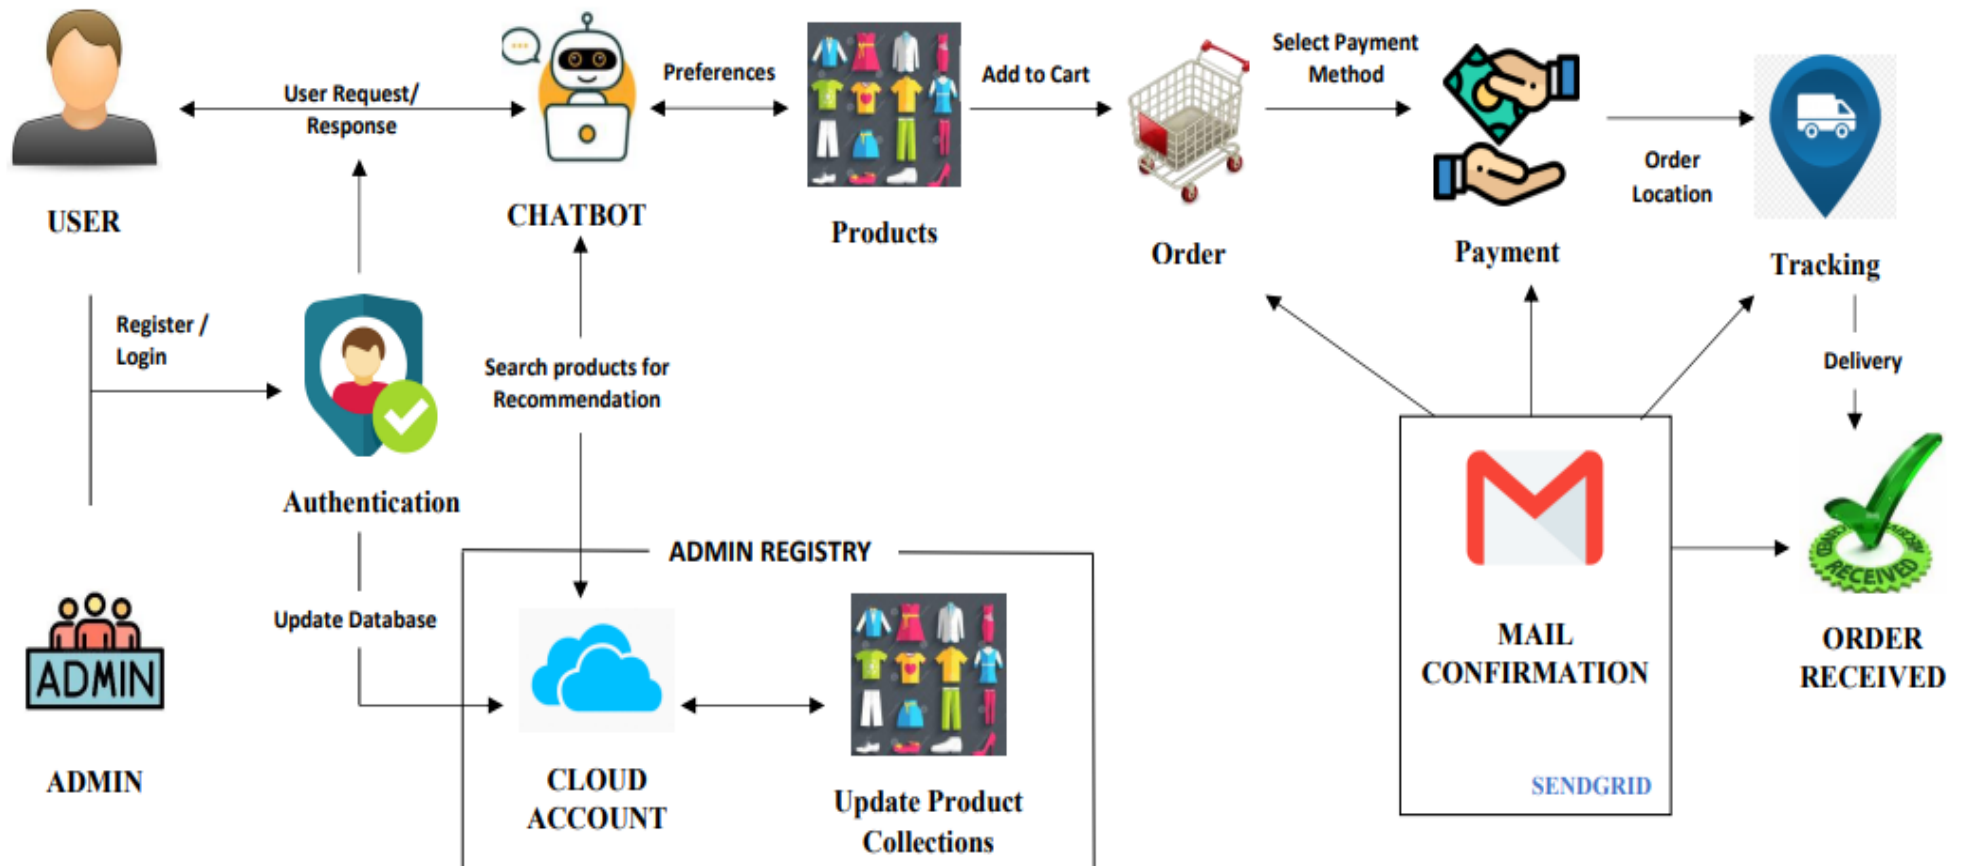 User Request/
Response
USER
CHATBOT
Preferences
Products
Add to Cart
Order
Select Payment
Method
Payment
Order
Location
Tracking
Register /
Login
Authentication
Search products for
Recommendation
Delivery
Update Database
ADMIN REGISTRY
ADMIN
ADMIN
CLOUD
ACCOUNT
Update Product
Collections
MAIL
CONFIRMATION
SENDGRID
RECEIVED
ORDER
RECEIVED